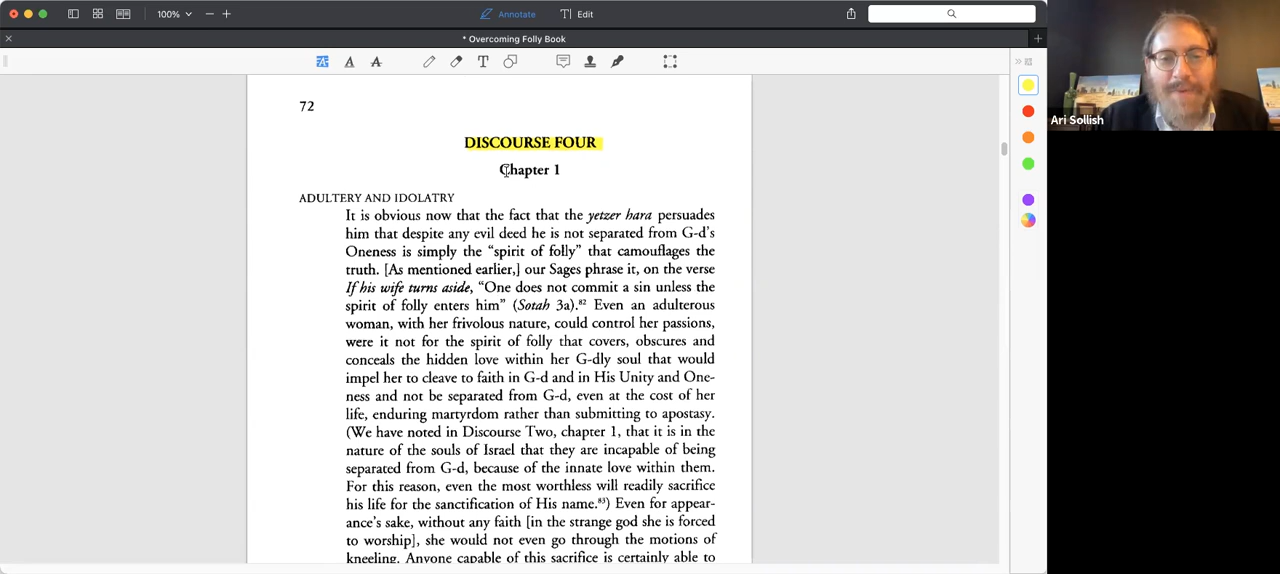 100%
Annotate
Edit
* Overcoming Folly Book
Ari Sollish
72
DISCOURSE FOUR
Chapter 1
ADULTERY AND IDOLATRY
It is obvious now that the fact that the yetzer hara persuades
him that despite any evil deed he is not separated from G-d's
Oneness is simply the “spirit of folly” that camouflages the
truth. [As mentioned earlier,] our Sages phrase it, on the verse
If his wife turns aside, “One does not commit a sin unless the
spirit of folly enters him” (Sotah 3a).⁸² Even an adulterous
woman, with her frivolous nature, could control her passions,
were it not for the spirit of folly that covers, obscures and
conceals the hidden love within her G-dly soul that would
impel her to cleave to faith in G-d and in His Unity and One-
ness and not be separated from G-d, even at the cost of her
life, enduring martyrdom rather than submitting to apostasy.
(We have noted in Discourse Two, chapter 1, that it is in the
nature of the souls of Israel that they are incapable of being
separated from G-d, because of the innate love within them.
For this reason, even the most worthless will readily sacrifice
his life for the sanctification of His name.⁸³) Even for appear-
ance's sake, without any faith [in the strange god she is forced
to worship], she would not even go through the motions of
kneeling. Anyone capable of this sacrifice is certainly able to